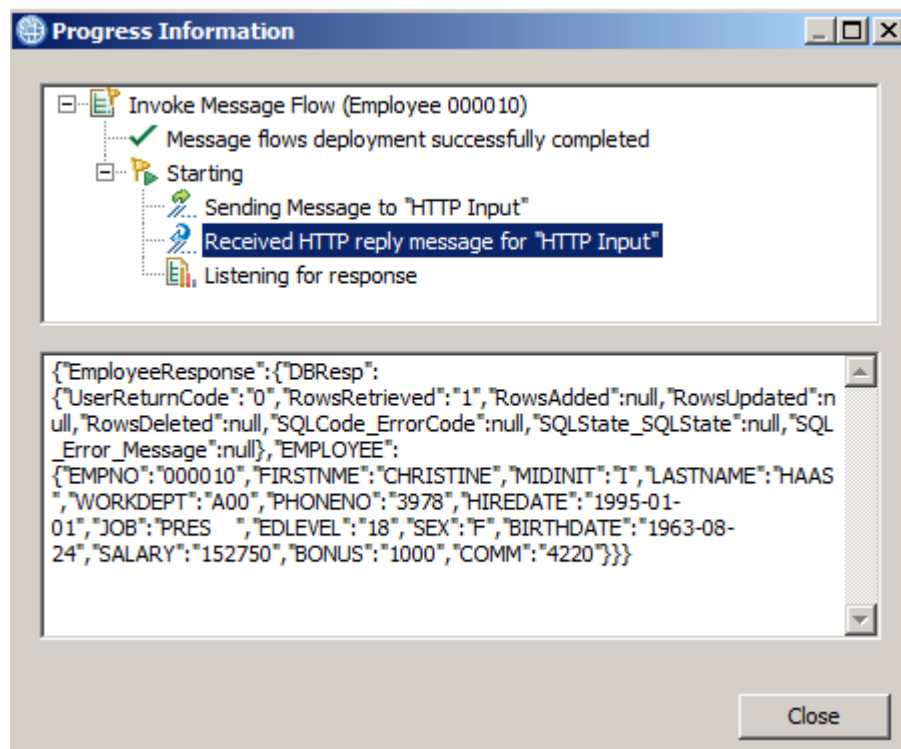 Progress Information
Invoke Message Flow (Employee 000010)
Message flows deployment successfully completed
Starting
Sending Message to "HTTP Input"
Received HTTP reply message for "HTTP Input"
Listening for response
{"EmployeeResponse":{"DBResp":
{"UserReturnCode":"0","RowsRetrieved":"1","RowsAdded":null,"RowsUpdated":n
ull,"RowsDeleted":null,"SQLCode_ErrorCode":null,"SQLState_SQLState":null,"SQL
_Error_Message":null},"EMPLOYEE":
{"EMPNO":"000010","FIRSTNME":"CHRISTINE","MIDINIT":"I","LASTNAME":"HAAS
","WORKDEPT":"A00","PHONENO":"3978","HIREDATE":"1995-01-
01","JOB":"PRES    ","EDLEVEL":"18","SEX":"F","BIRTHDATE":"1963-08-
24","SALARY":"152750","BONUS":"1000","COMM":"4220"}}}
Close